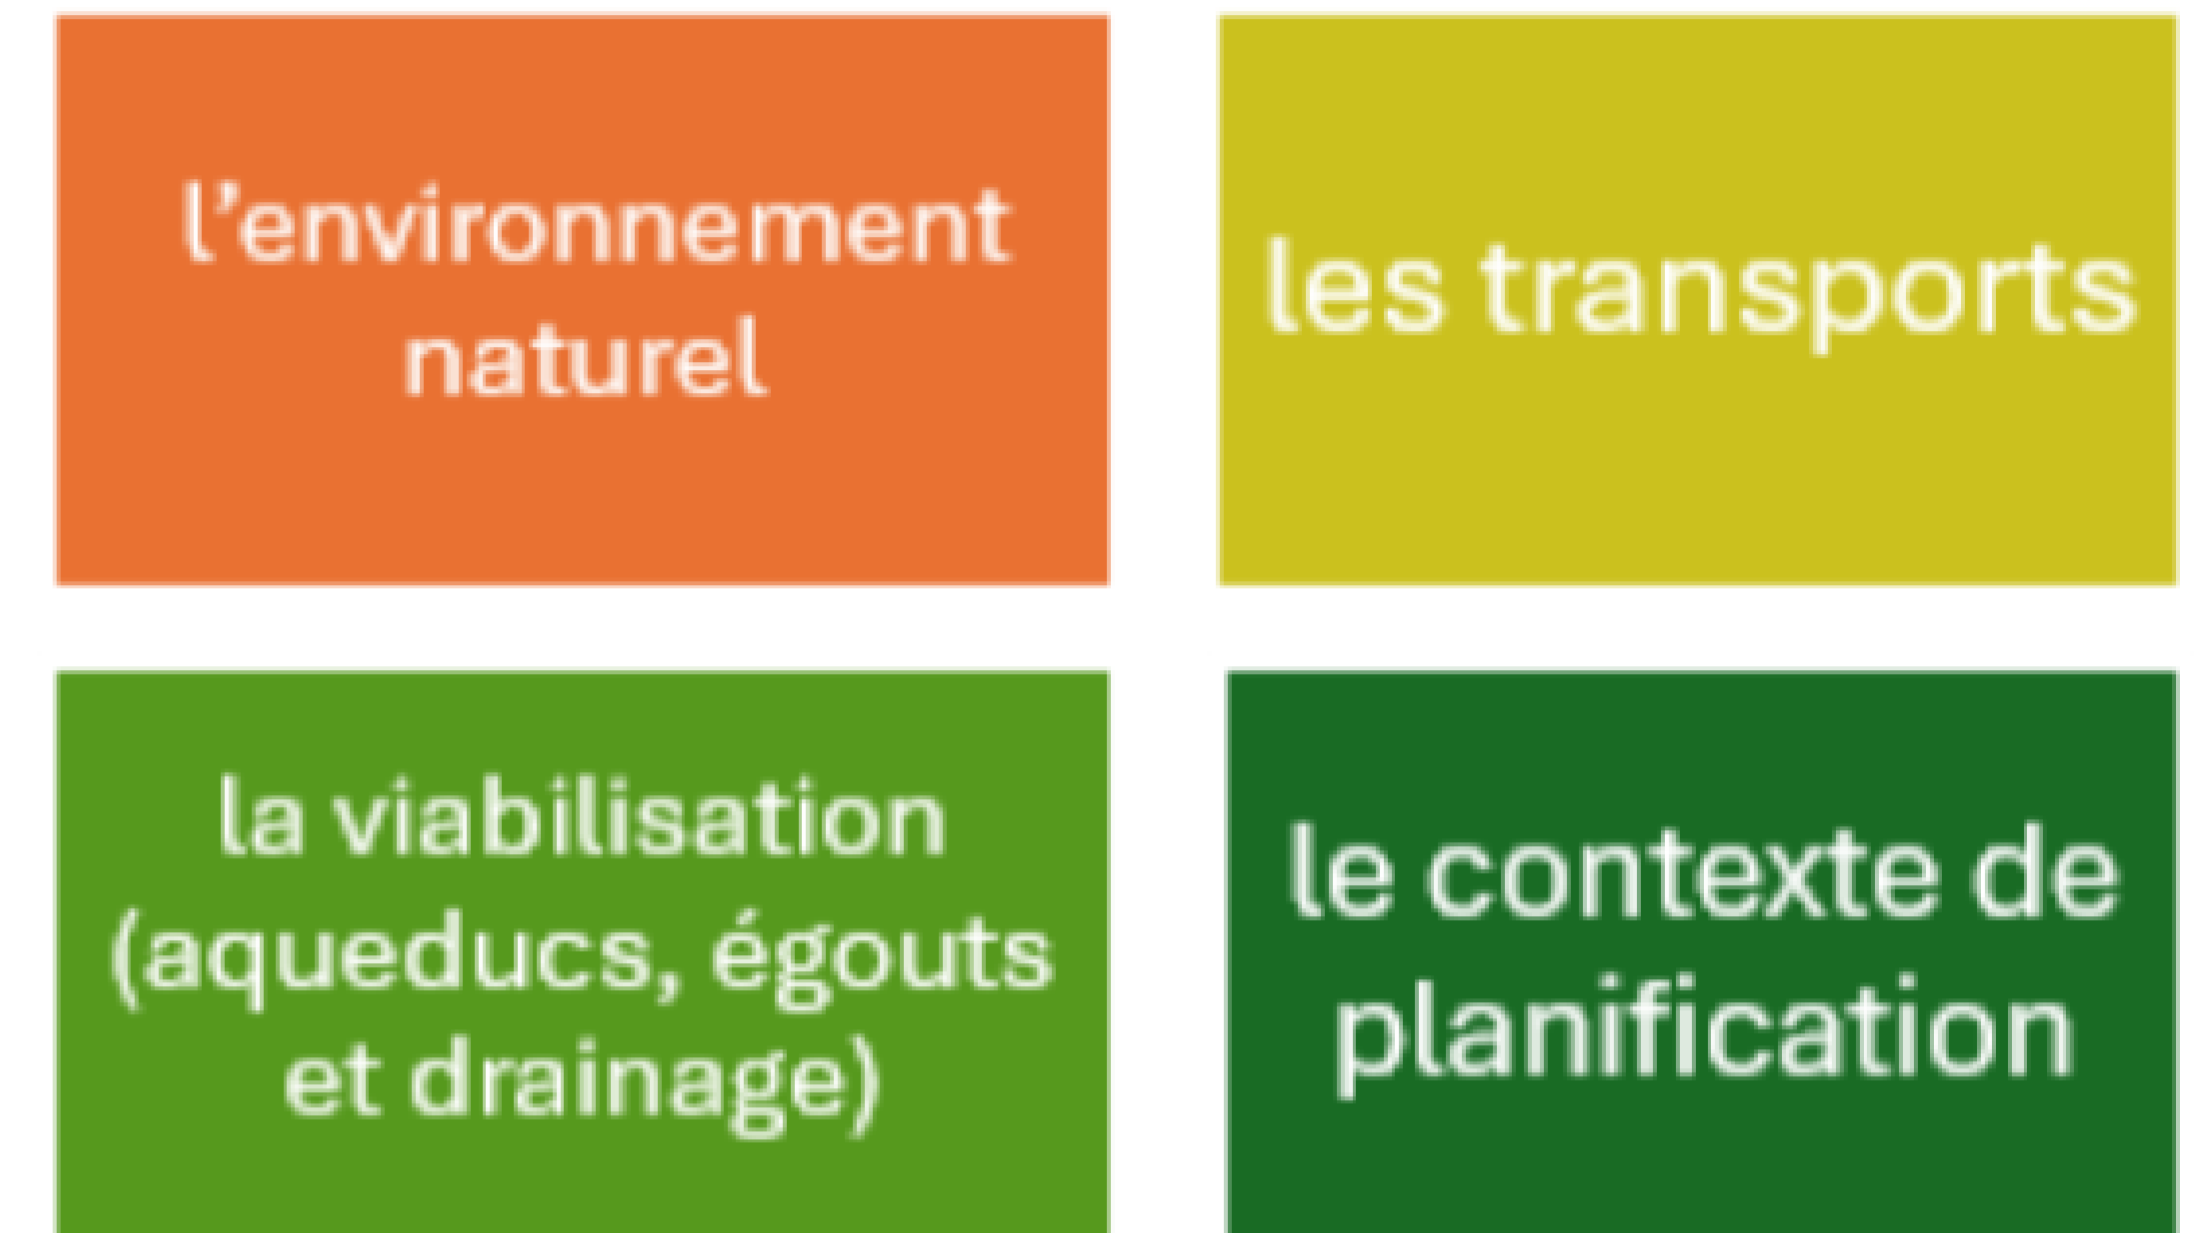 l’environnement
naturel
les transports
la viabilisation
(aqueducs, égouts
et drainage)
le contexte de
planification